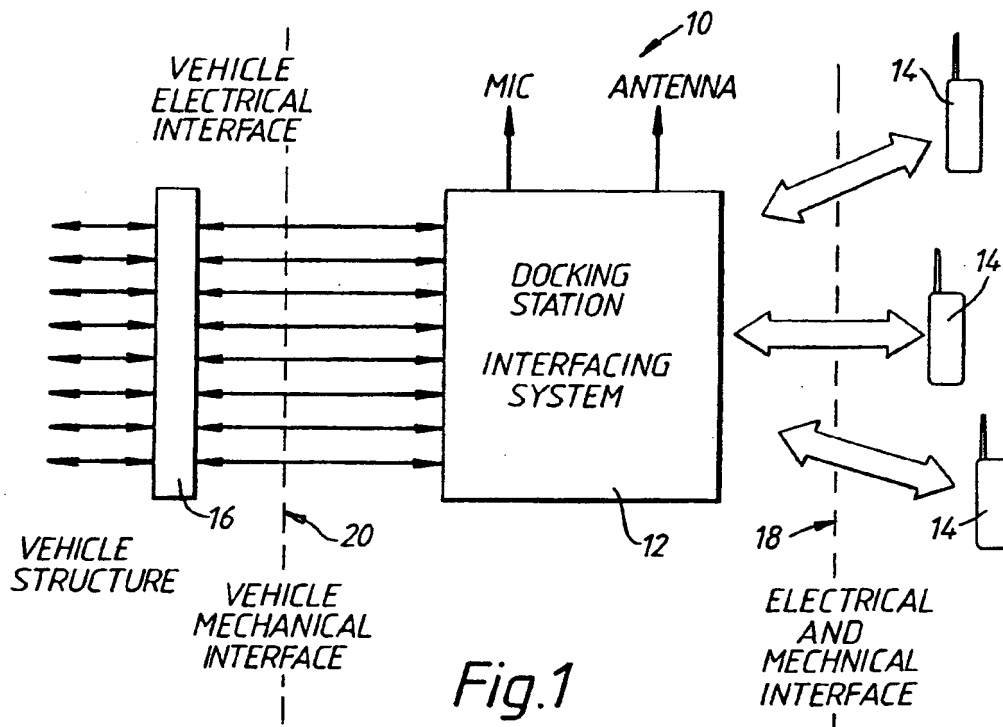 10
VEHICLE
ELECTRICAL
INTERFACE
MIC
ANTENNA
14
14
DOCKING
STATION
INTERFACING
SYSTEM
16
20
12
18
14
VEHICLE
STRUCTURE
VEHICLE
MECHANICAL
INTERFACE
ELECTRICAL
AND
MECHNICAL
INTERFACE
Fig.1